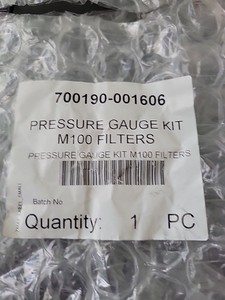 700190-001606
PRESSURE GAUGE KIT
M100 FILTERS
PRESSURE GAUGE KIT M100 FILTERS
Batch No
Quantity: 1 PC